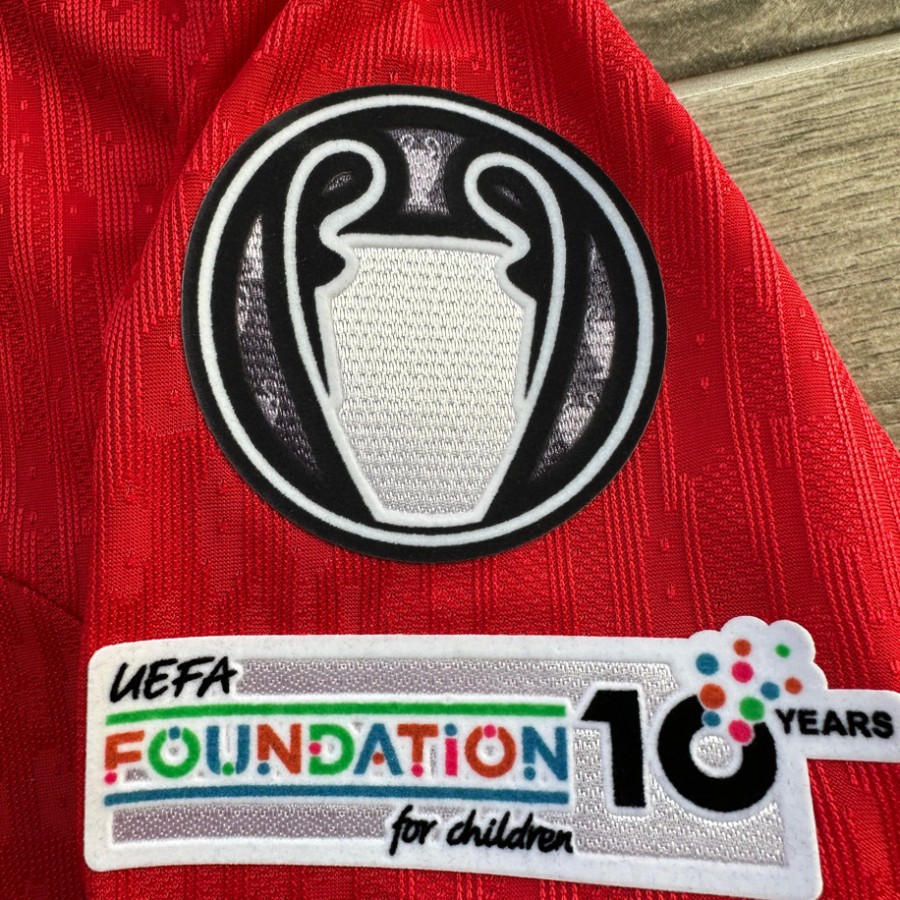 UEFA
FOUNDATION
for children
10
YEARS